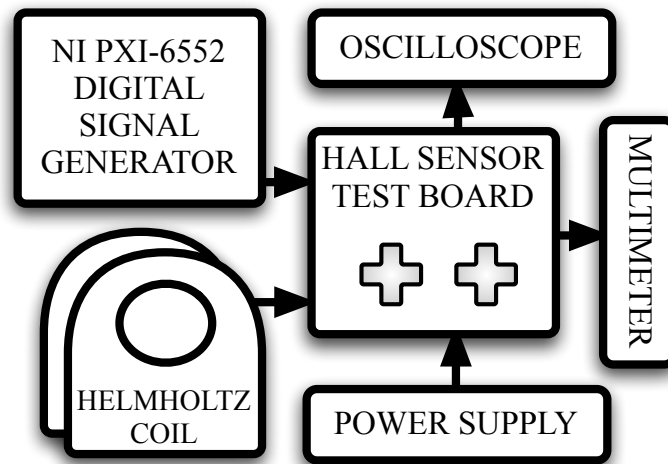 NI PXI-6552
DIGITAL
SIGNAL
GENERATOR
OSCILLOSCOPE
HALL SENSOR
TEST BOARD
MULTIMETER
HELMHOLTZ
COIL
POWER SUPPLY